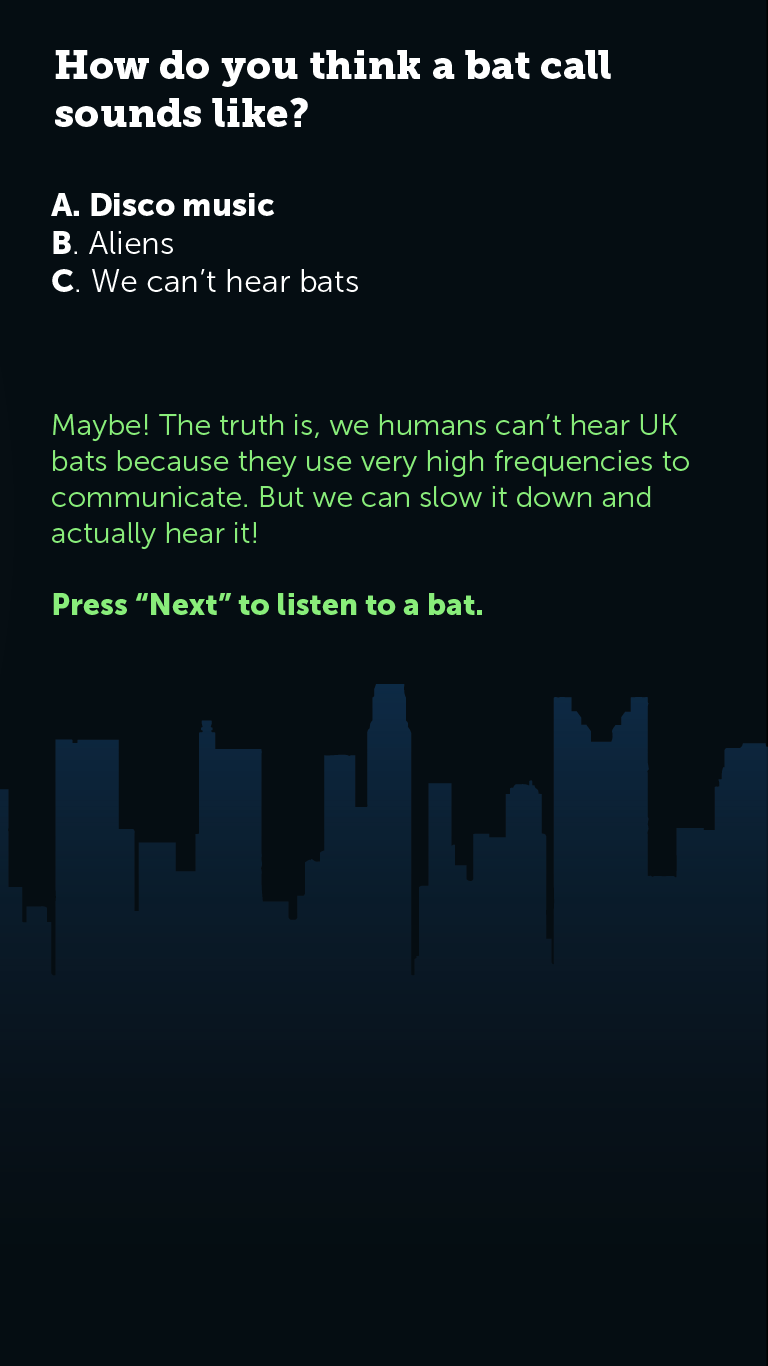 How do you think a bat call
sounds like?
A. Disco music
B. Aliens
C. We can’t hear bats
Maybe! The truth is, we humans can’t hear UK
bats because they use very high frequencies to
communicate. But we can slow it down and
actually hear it!
Press “Next” to listen to a bat.